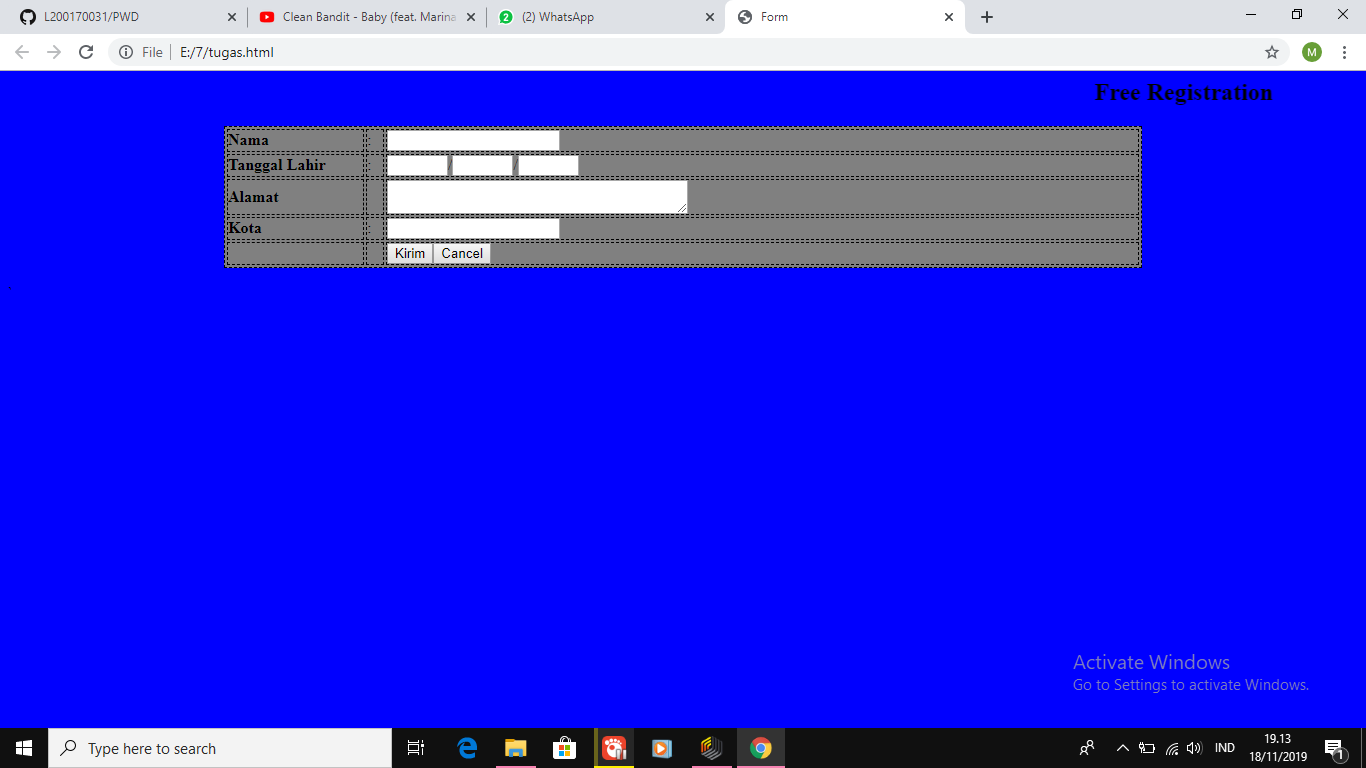 L200170031/PWD
Clean Bandit - Baby (feat. Marina
(2) WhatsApp
Form
File
E:/7/tugas.html
M
Free Registration
Nama :
Tanggal Lahir : / /
Alamat
Kota :
Kirim Cancel
Activate Windows
Go to Settings to activate Windows.
Type here to search
IND
19.13
18/11/2019
1